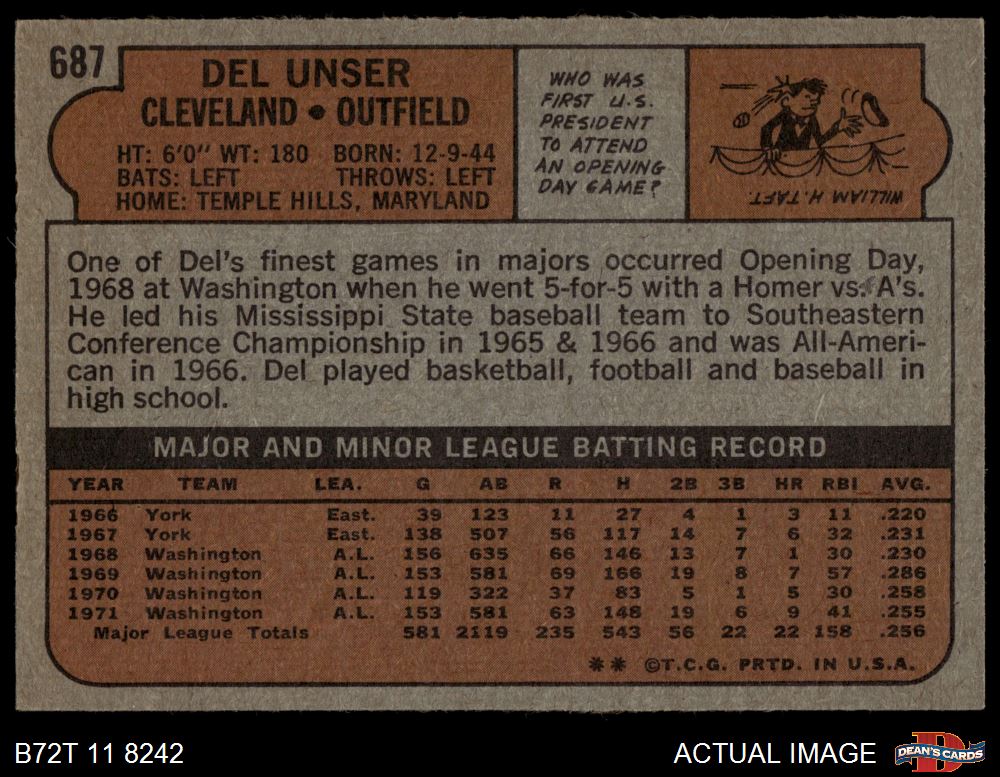 687
DEL UNSER
CLEVELAND • OUTFIELD
HT: 6'0" WT: 180 BORN: 12-9-44
BATS: LEFT THROWS: LEFT
HOME: TEMPLE HILLS, MARYLAND
WHO WAS
FIRST U.S.
PRESIDENT
TO ATTEND
AN OPENING
DAY GAME?
WILLIAM H. TAFT.
One of Del's finest games in majors occurred Opening Day,
1968 at Washington when he went 5-for-5 with a Homer vs. A's.
He led his Mississippi State baseball team to Southeastern
Conference Championship in 1965 & 1966 and was All-Ameri-
can in 1966. Del played basketball, football and baseball in
high school.
MAJOR AND MINOR LEAGUE BATTING RECORD
YEAR TEAM LEA. G AB R H 2B 3B HR RBI AVG.
1966 York East. 39 123 11 27 4 1 3 11 .220
1967 York East. 138 507 56 117 14 7 6 32 .231
1968 Washington A.L. 156 635 66 146 13 7 1 30 .230
1969 Washington A.L. 153 581 69 166 19 8 7 57 .286
1970 Washington A.L. 119 322 37 83 5 1 5 30 .258
1971 Washington A.L. 153 581 63 148 19 6 9 41 .255
Major League Totals 581 2119 235 543 56 22 22 158 .256
** ©T.C.G. PRTD. IN U.S.A.
B72T 11 8242
ACTUAL IMAGE
DEAN'S CARDS